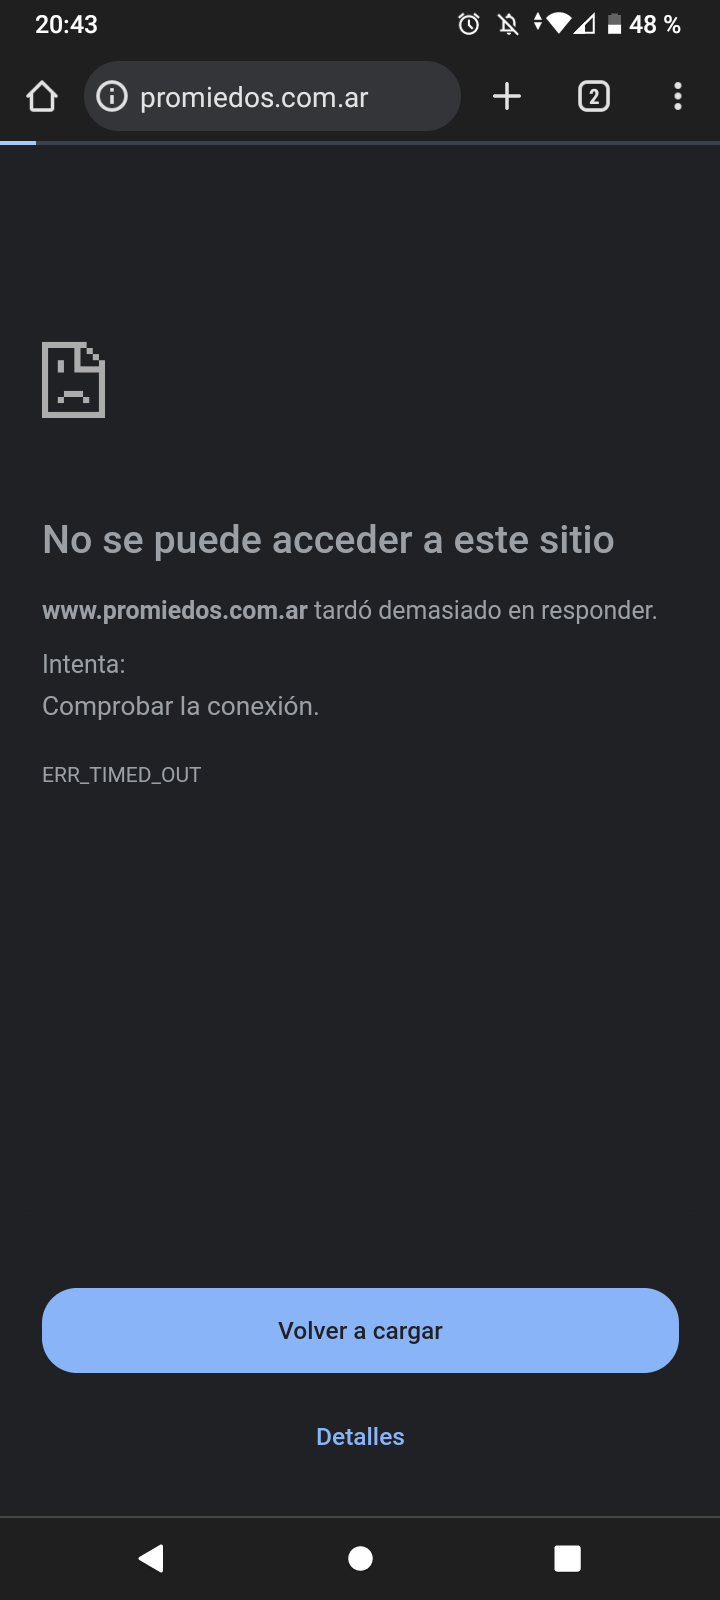 20:43
48 %
promiedos.com.ar
2
No se puede acceder a este sitio
www.promiedos.com.ar tardó demasiado en responder.
Intenta:
Comprobar la conexión.
ERR_TIMED_OUT
Volver a cargar
Detalles